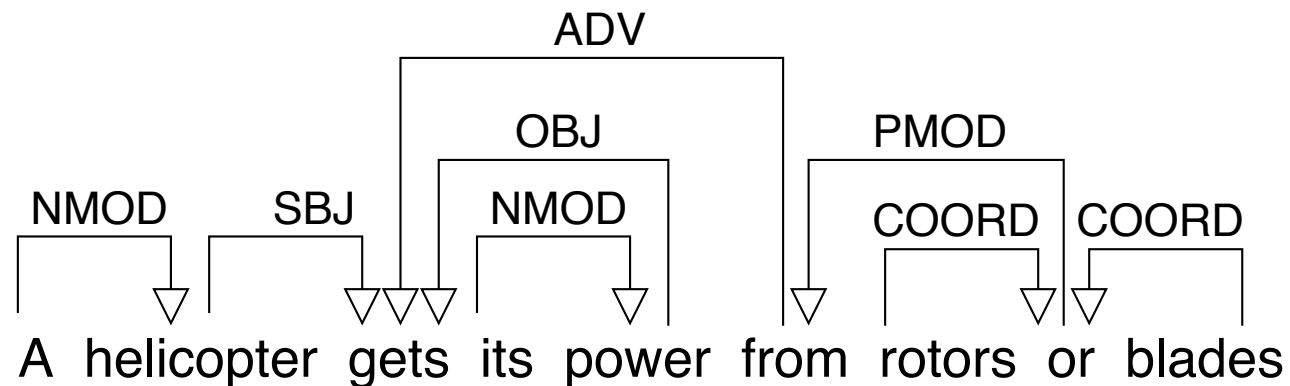 ADV
OBJ PMOD
NMOD SBJ NMOD COORD COORD
A helicopter gets its power from rotors or blades